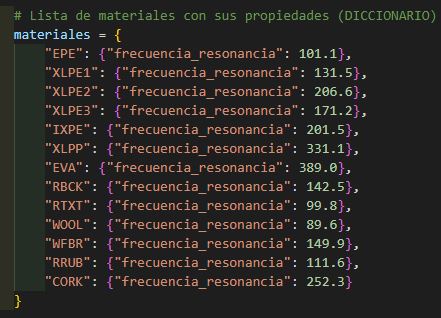 # Lista de materiales con sus propiedades (DICCIONARIO)
materiales = {
    "EPE": {"frecuencia_resonancia": 101.1},
    "XLPE1": {"frecuencia_resonancia": 131.5},
    "XLPE2": {"frecuencia_resonancia": 206.6},
    "XLPE3": {"frecuencia_resonancia": 171.2},
    "IXPE": {"frecuencia_resonancia": 201.5},
    "XLPP": {"frecuencia_resonancia": 331.1},
    "EVA": {"frecuencia_resonancia": 389.0},
    "RBCK": {"frecuencia_resonancia": 142.5},
    "RTXT": {"frecuencia_resonancia": 99.8},
    "WOOL": {"frecuencia_resonancia": 89.6},
    "WFBR": {"frecuencia_resonancia": 149.9},
    "RRUB": {"frecuencia_resonancia": 111.6},
    "CORK": {"frecuencia_resonancia": 252.3}
}